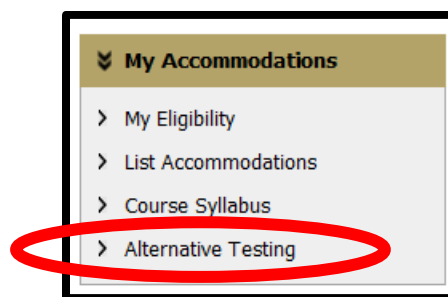 My Accommodations
My Eligibility
List Accommodations
Course Syllabus
Alternative Testing